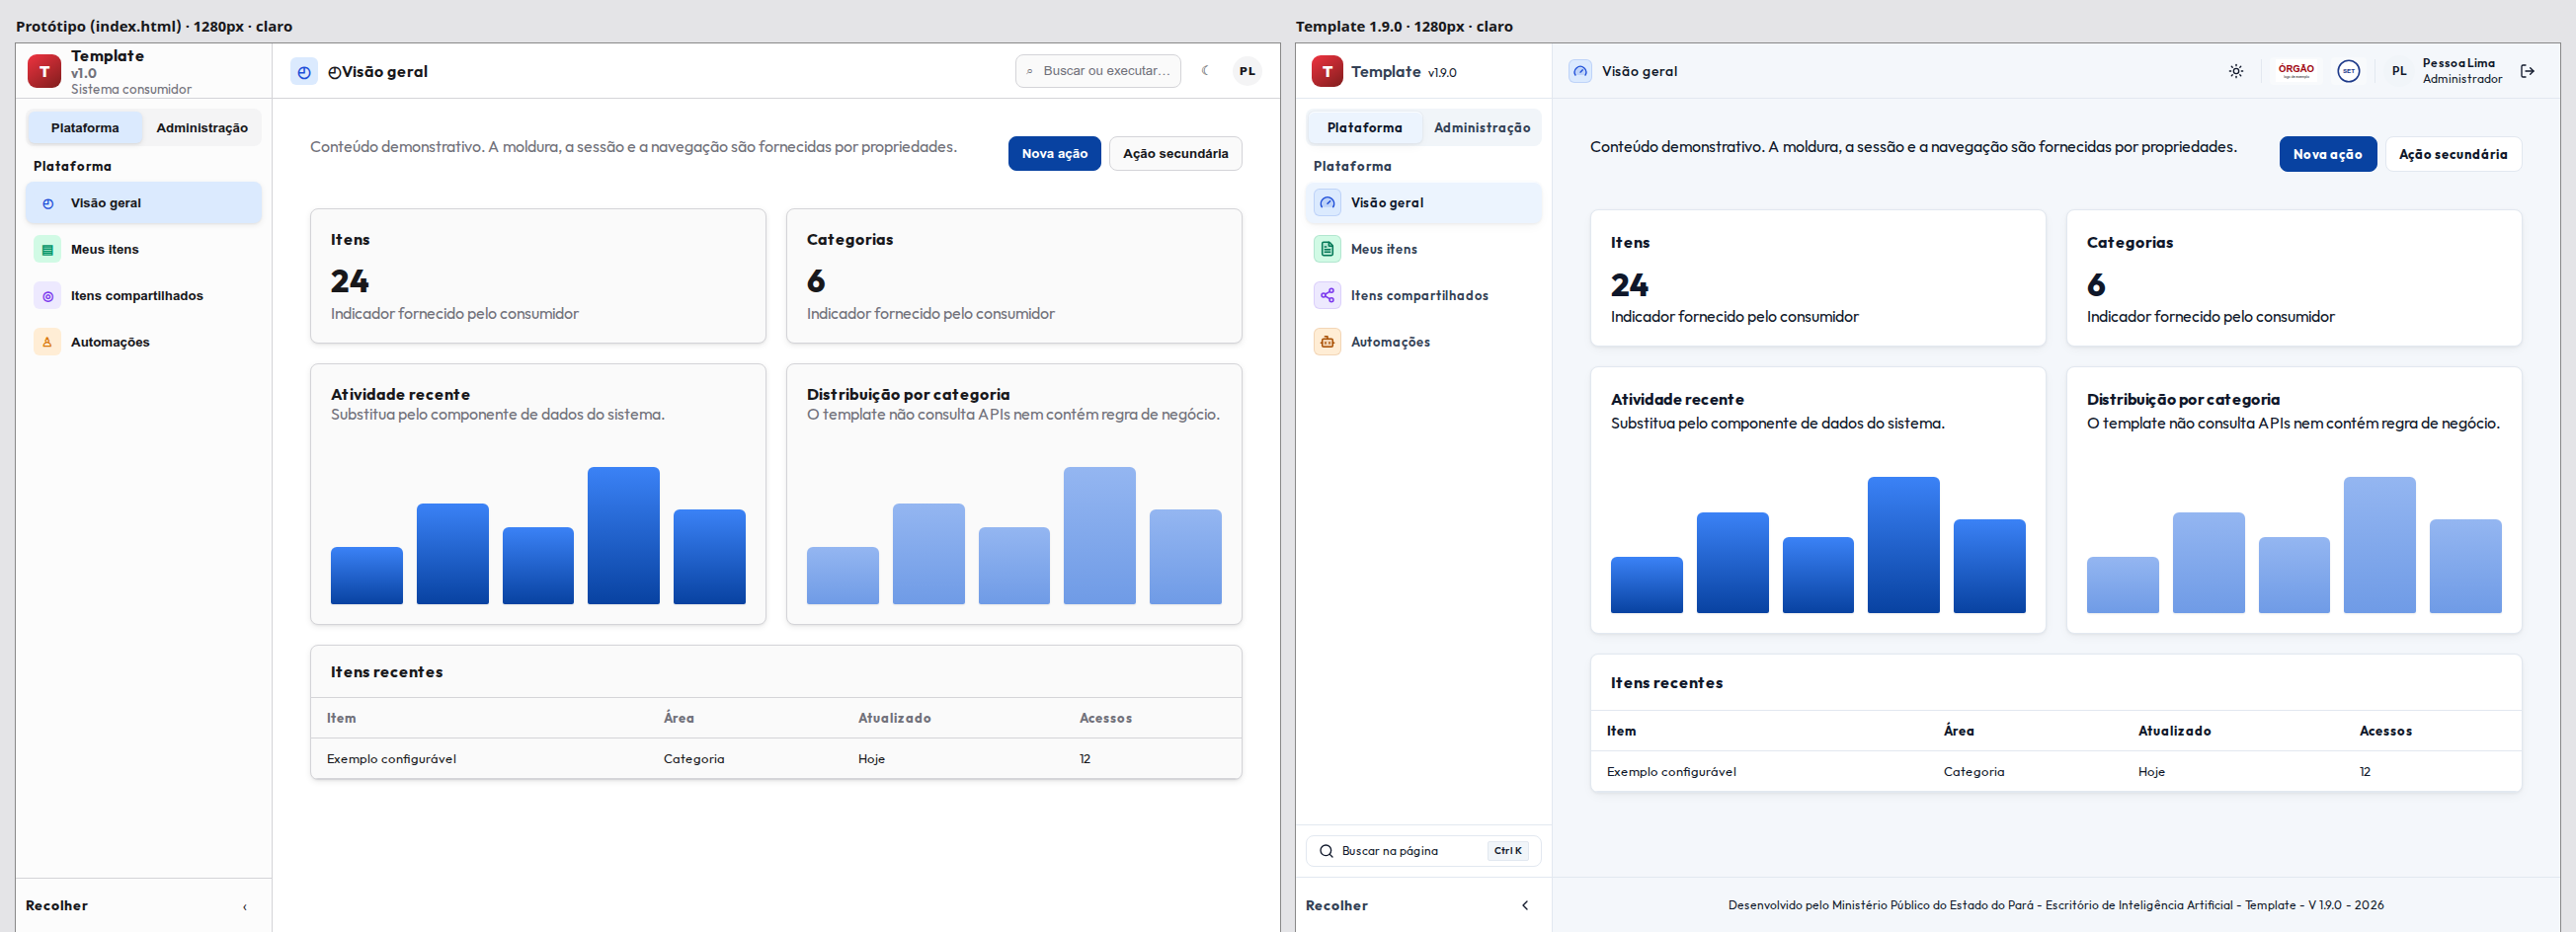 Protótipo (index.html) · 1280px · claro
T
Template
v1.0
Sistema consumidor
Visão geral
Buscar ou executar...
PL
Plataforma
Administração
Plataforma
Visão geral
Meus itens
Itens compartilhados
Automações
Recolher
Conteúdo demonstrativo. A moldura, a sessão e a navegação são fornecidas por propriedades.
Nova ação
Ação secundária
Itens
24
Indicador fornecido pelo consumidor
Categorias
6
Indicador fornecido pelo consumidor
Atividade recente
Substitua pelo componente de dados do sistema.
Distribuição por categoria
O template não consulta APIs nem contém regra de negócio.
Itens recentes
Item Área Atualizado Acessos
Exemplo configurável Categoria Hoje 12
Template 1.9.0 · 1280px · claro
T
Template v1.9.0
Visão geral
ÓRGÃO
SET
PL
Pessoa Lima
Administrador
Plataforma
Administração
Plataforma
Visão geral
Meus itens
Itens compartilhados
Automações
Buscar na página
Ctrl K
Recolher
Conteúdo demonstrativo. A moldura, a sessão e a navegação são fornecidas por propriedades.
Nova ação
Ação secundária
Itens
24
Indicador fornecido pelo consumidor
Categorias
6
Indicador fornecido pelo consumidor
Atividade recente
Substitua pelo componente de dados do sistema.
Distribuição por categoria
O template não consulta APIs nem contém regra de negócio.
Itens recentes
Item Área Atualizado Acessos
Exemplo configurável Categoria Hoje 12
Desenvolvido pelo Ministério Público do Estado do Pará - Escritório de Inteligência Artificial - Template - V 1.9.0 - 2026